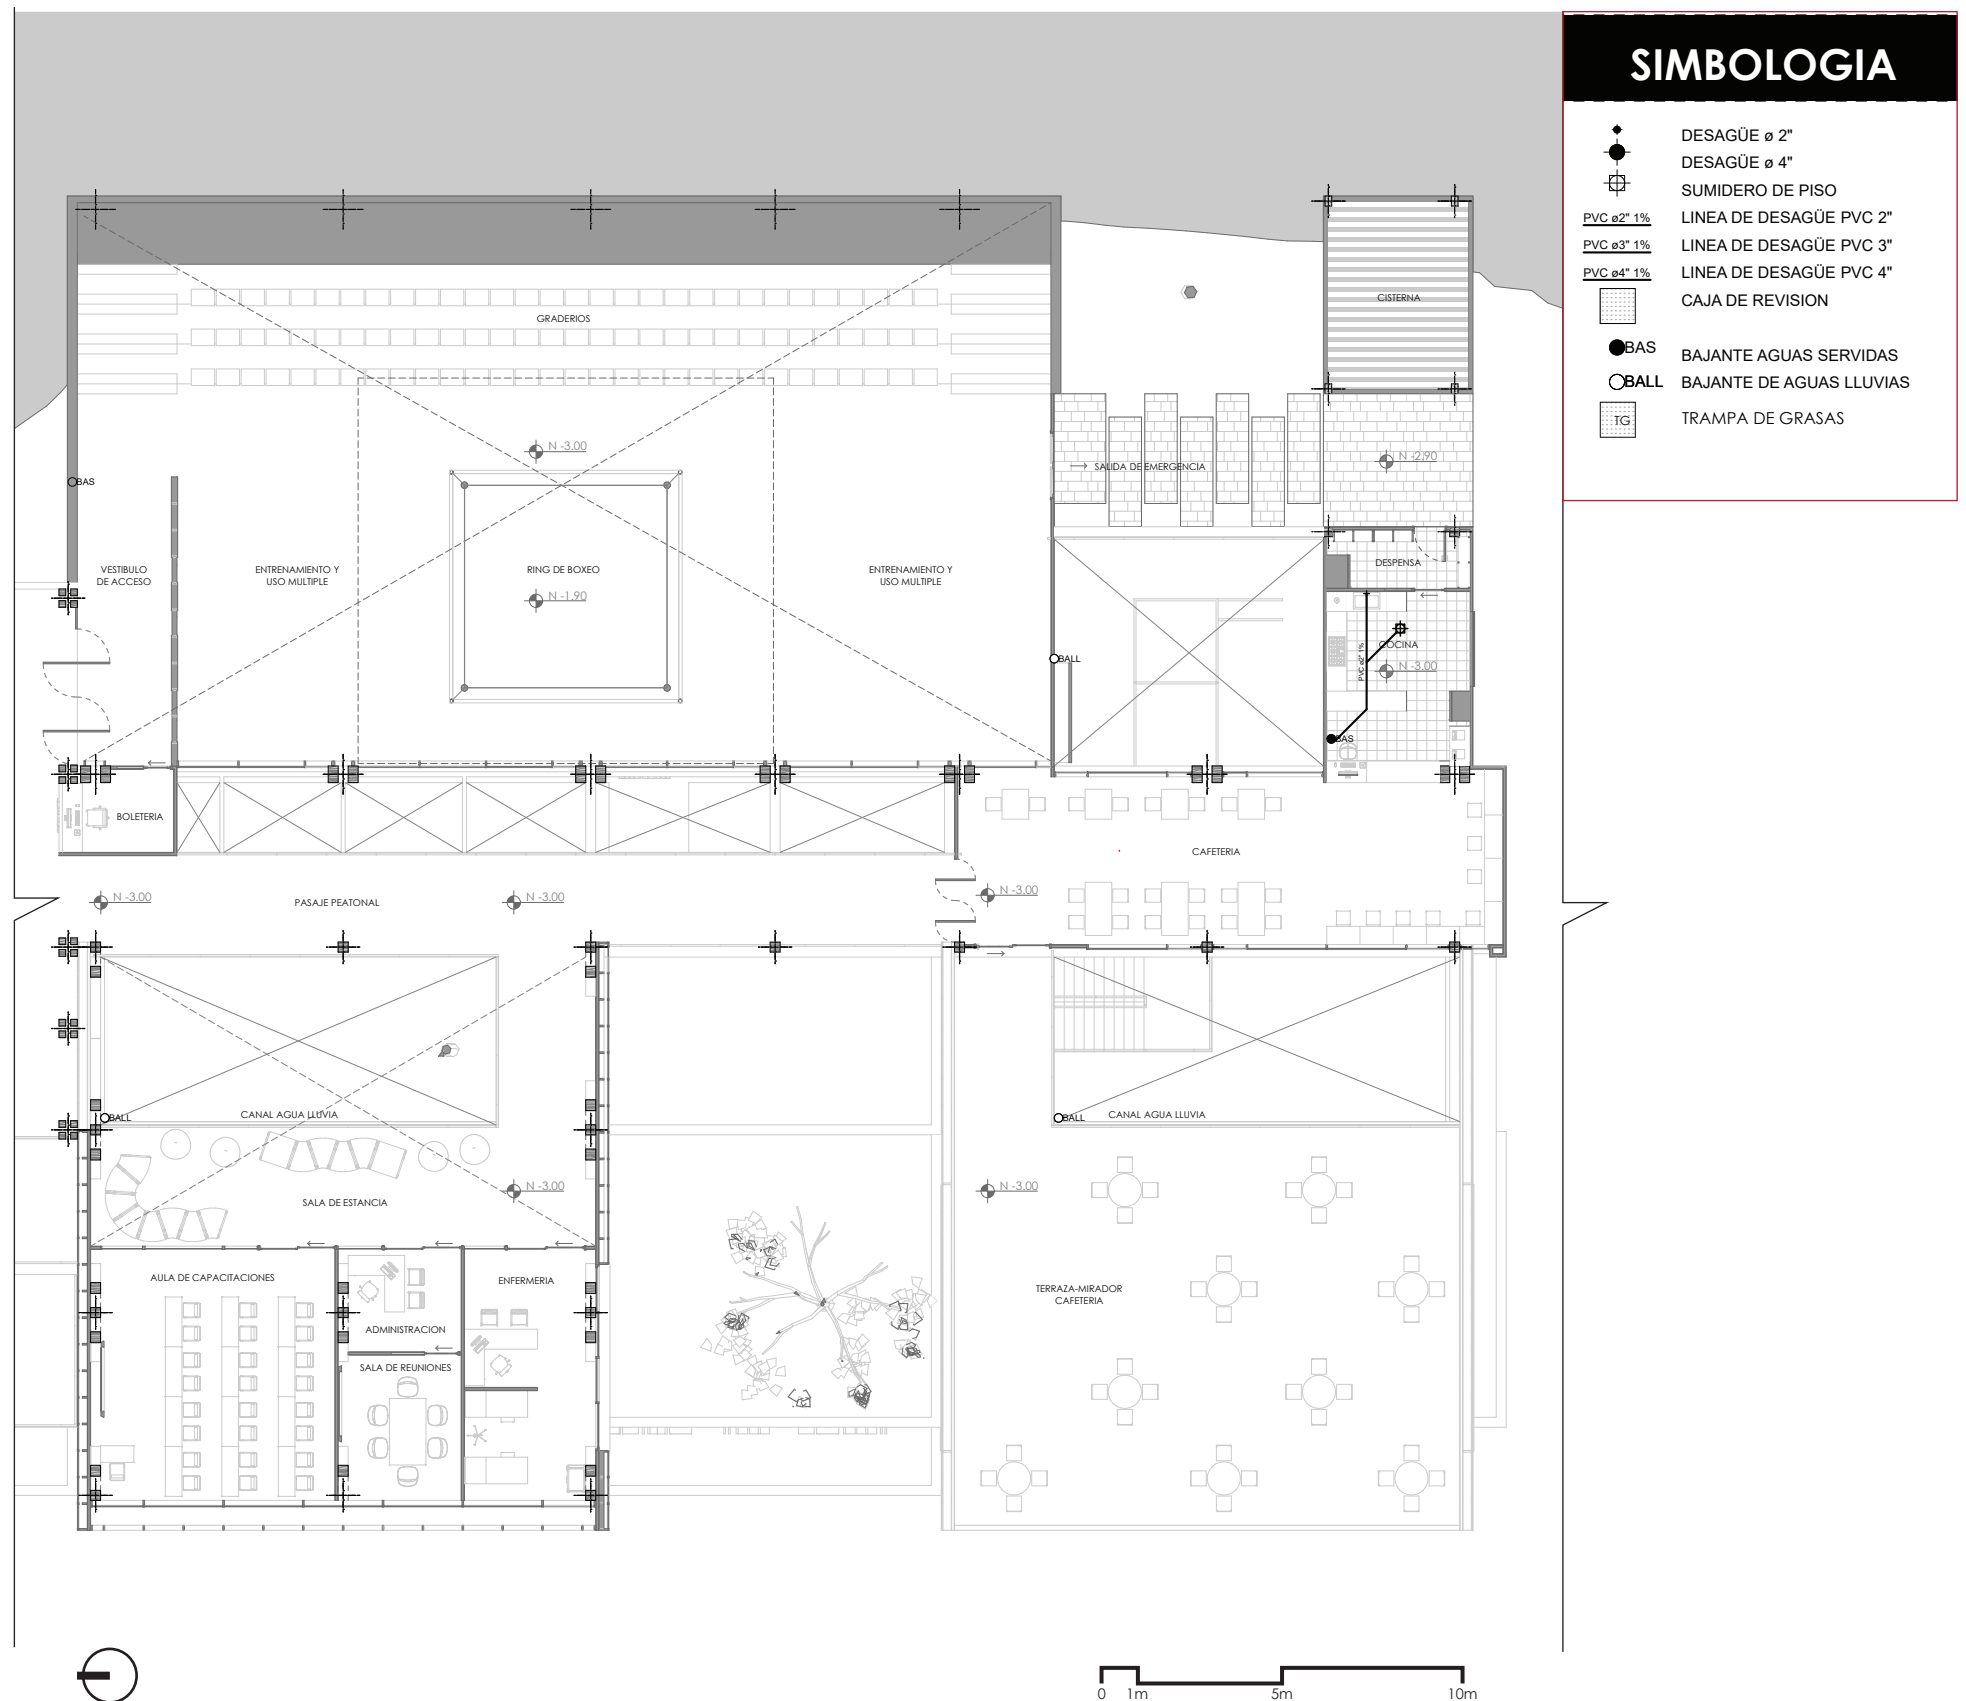 SIMBOLOGIA
DESAGÜE ø 2"
DESAGÜE ø 4"
SUMIDERO DE PISO
PVC ø2" 1% LINEA DE DESAGÜE PVC 2"
PVC ø3" 1% LINEA DE DESAGÜE PVC 3"
PVC ø4" 1% LINEA DE DESAGÜE PVC 4"
CAJA DE REVISION
BAS BAJANTE AGUAS SERVIDAS
BALL BAJANTE DE AGUAS LLUVIAS
TG TRAMPA DE GRASAS
CISTERNA
GRADERIOS
N -3.00
N -2.90
SALIDA DE EMERGENCIA
BAS
VESTIBULO
DE ACCESO
ENTRENAMIENTO Y
USO MULTIPLE
RING DE BOXEO
N -1.90
ENTRENAMIENTO Y
USO MULTIPLE
DESPENSA
COCINA
N -3.00
PVC ø2" 1%
BALL
BAS
BOLETERIA
CAFETERIA
N -3.00
PASAJE PEATONAL
N -3.00
N -3.00
BALL
CANAL AGUA LLUVIA
BALL
CANAL AGUA LLUVIA
SALA DE ESTANCIA
N -3.00
N -3.00
AULA DE CAPACITACIONES
ENFERMERIA
ADMINISTRACION
SALA DE REUNIONES
TERRAZA-MIRADOR
CAFETERIA
0 1m 5m 10m